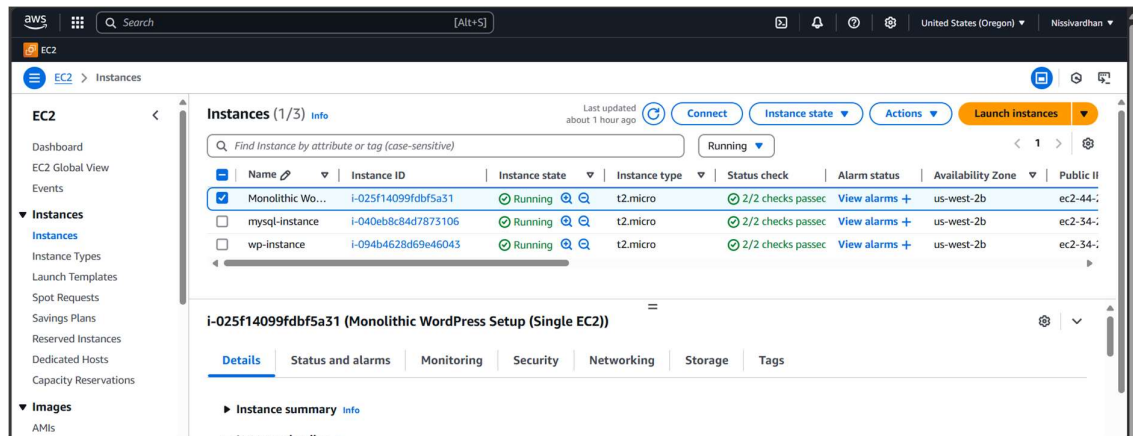 aws Search [Alt+S] United States (Oregon) ▼ Nissivardhan ▼
EC2
EC2 > Instances
EC2
Dashboard
EC2 Global View
Events
▼ Instances
Instances
Instance Types
Launch Templates
Spot Requests
Savings Plans
Reserved Instances
Dedicated Hosts
Capacity Reservations
▼ Images
AMIs
Instances (1/3) Info
Last updated
about 1 hour ago
Connect Instance state ▼ Actions ▼ Launch instances ▼
Find Instance by attribute or tag (case-sensitive) Running ▼ < 1 >
Name Instance ID Instance state Instance type Status check Alarm status Availability Zone Public
Monolithic Wo... i-025f14099fdbf5a31 Running t2.micro 2/2 checks passec View alarms + us-west-2b ec2-44-
mysql-instance i-040eb8c84d7873106 Running t2.micro 2/2 checks passec View alarms + us-west-2b ec2-34-
wp-instance i-094b4628d69e46043 Running t2.micro 2/2 checks passec View alarms + us-west-2b ec2-34-
i-025f14099fdbf5a31 (Monolithic WordPress Setup (Single EC2))
Details Status and alarms Monitoring Security Networking Storage Tags
▶ Instance summary Info